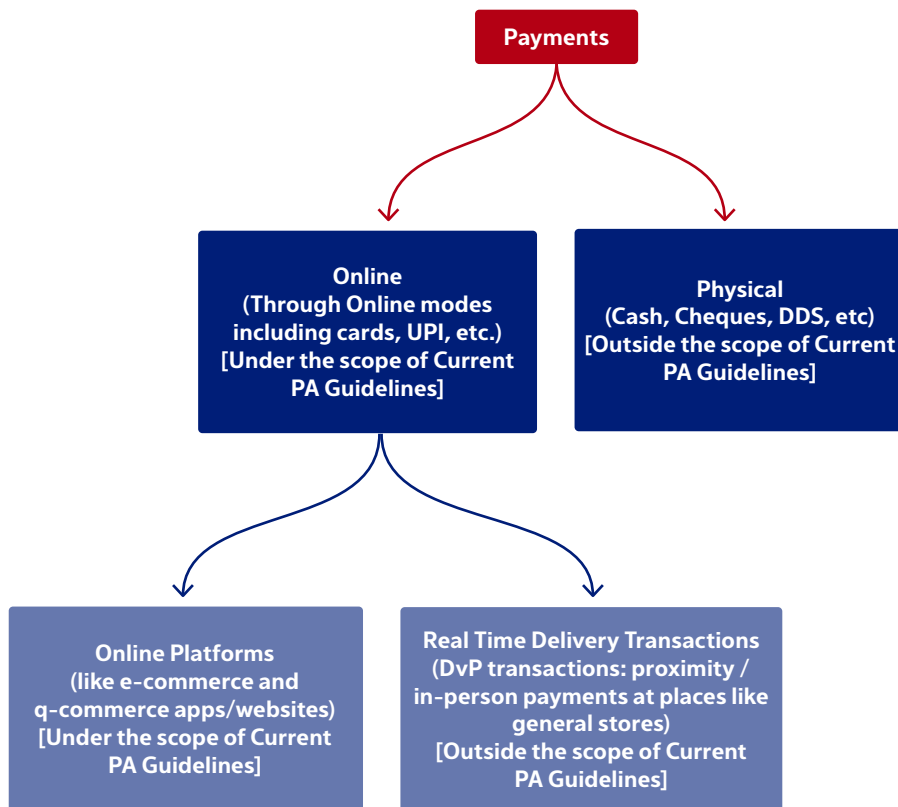 Payments
Online
(Through Online modes
including cards, UPI, etc.)
[Under the scope of Current
PA Guidelines]
Physical
(Cash, Cheques, DDS, etc)
[Outside the scope of Current
PA Guidelines]
Online Platforms
(like e-commerce and
q-commerce apps/websites)
[Under the scope of Current
PA Guidelines]
Real Time Delivery Transactions
(DvP transactions: proximity /
in-person payments at places like
general stores)
[Outside the scope of Current
PA Guidelines]